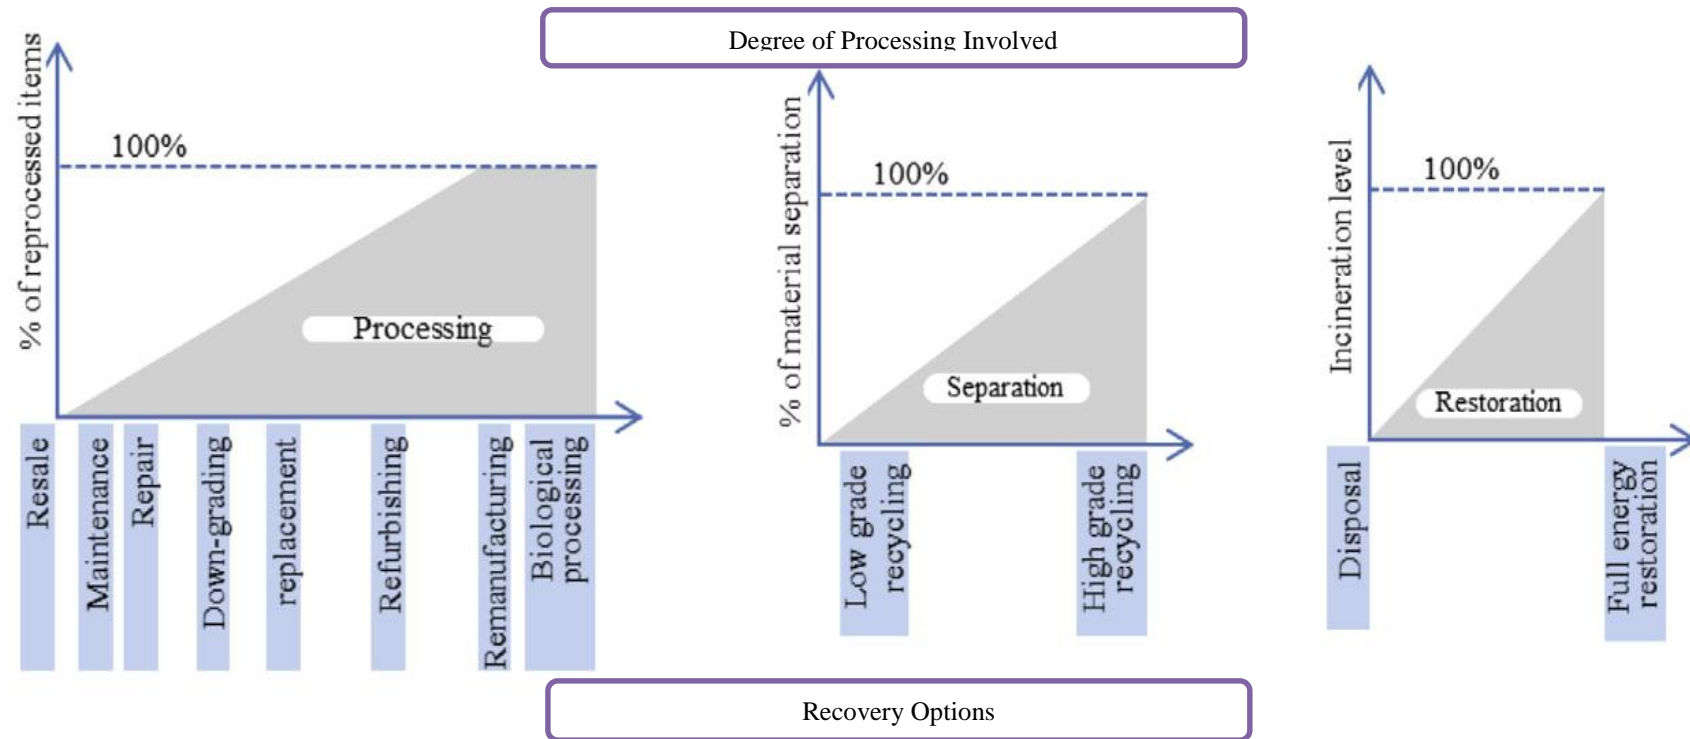 Degree of Processing Involved
% of reprocessed items
100%
Processing
Resale
Maintenance
Repair
Down-grading
replacement
Refurbishing
Remanufacturing
Biological
processing
% of material separation
100%
Separation
Low grade
recycling
High grade
recycling
Incineration level
100%
Restoration
Disposal
Full energy
restoration
Recovery Options